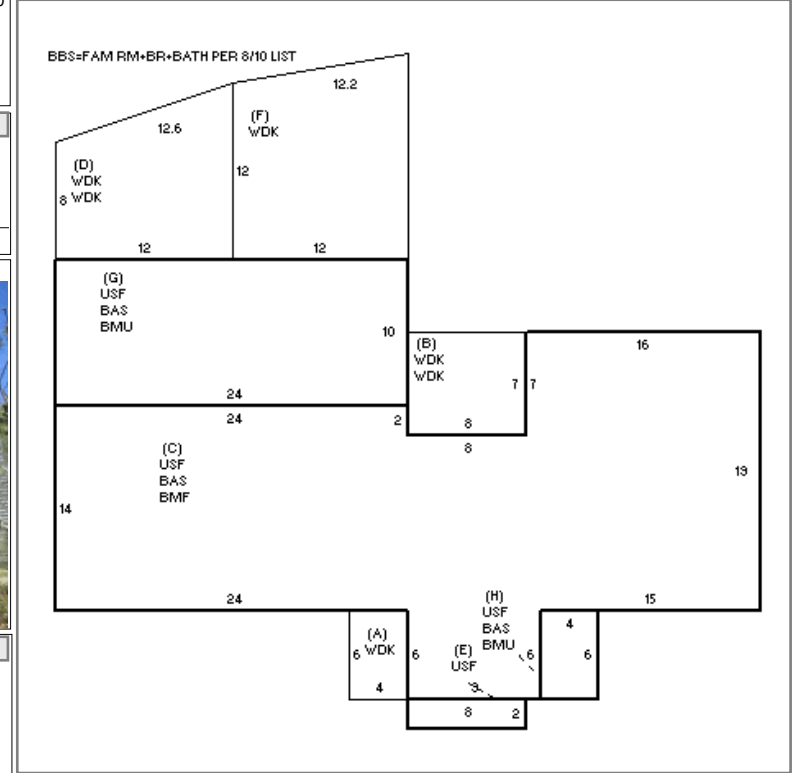 BBS=FAM RM+BR+BATH PER 8/10 LIST
12.2
12.6
(F)
WDK
(D)
WDK
WDK
8
12
12
12
(G)
USF
BAS
BMU
10
24
24
2
(B)
WDK
WDK
7
7
8
8
16
19
(C)
USF
BAS
BMF
14
24
15
(H)
USF
BAS
BMU
(A)
WDK
6
4
6
(E)
USF
6
9
4
6
8
2